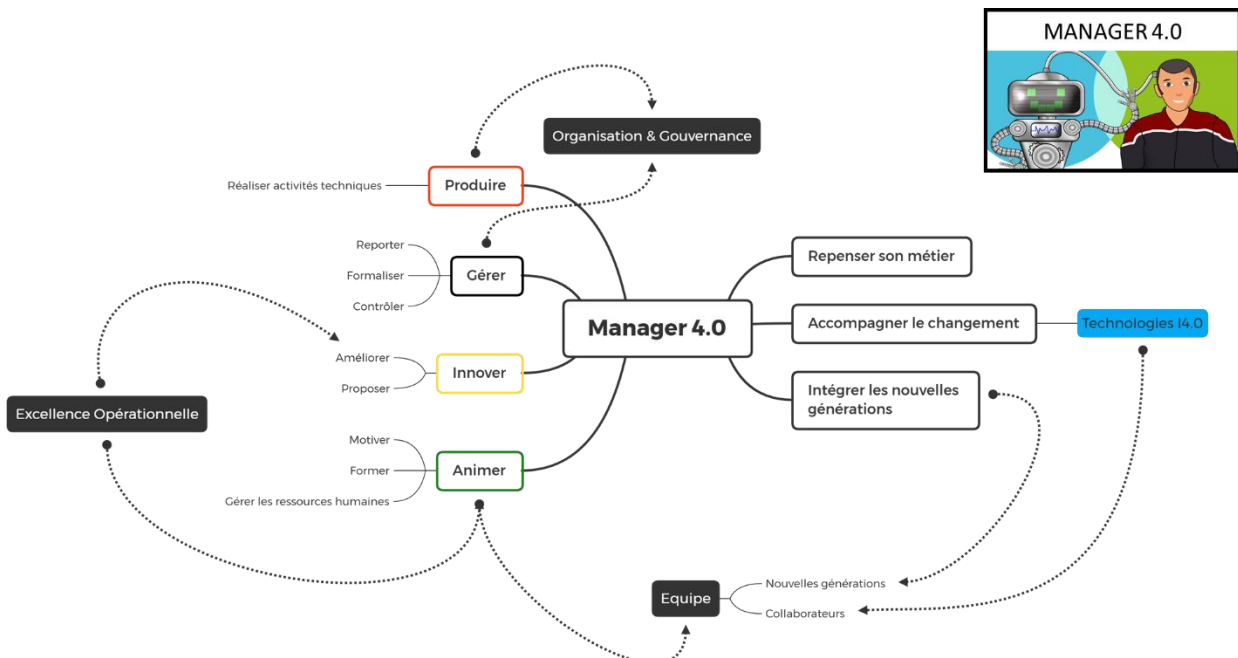 MANAGER 4.0
Organisation & Gouvernance
Réaliser activités techniques
Produire
Reporter
Formaliser
Contrôler
Gérer
Repenser son métier
Manager 4.0
Accompagner le changement
Technologies I4.0
Améliorer
Proposer
Innover
Intégrer les nouvelles
générations
Excellence Opérationnelle
Motiver
Former
Gérer les ressources humaines
Animer
Equipe
Nouvelles générations
Collaborateurs